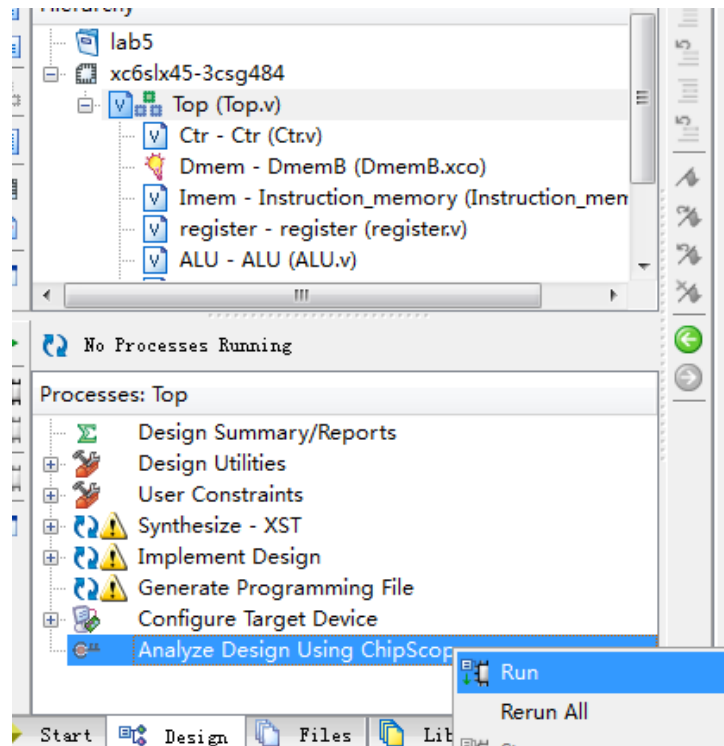 Hierarchy
lab5
xc6slx45-3csg484
Top (Top.v)
Ctr - Ctr (Ctr.v)
Dmem - DmemB (DmemB.xco)
Imem - Instruction_memory (Instruction_mem
register - register (register.v)
ALU - ALU (ALU.v)
No Processes Running
Processes: Top
Design Summary/Reports
Design Utilities
User Constraints
Synthesize - XST
Implement Design
Generate Programming File
Configure Target Device
Analyze Design Using ChipScop
Run
Rerun All
Start Design Files Lib